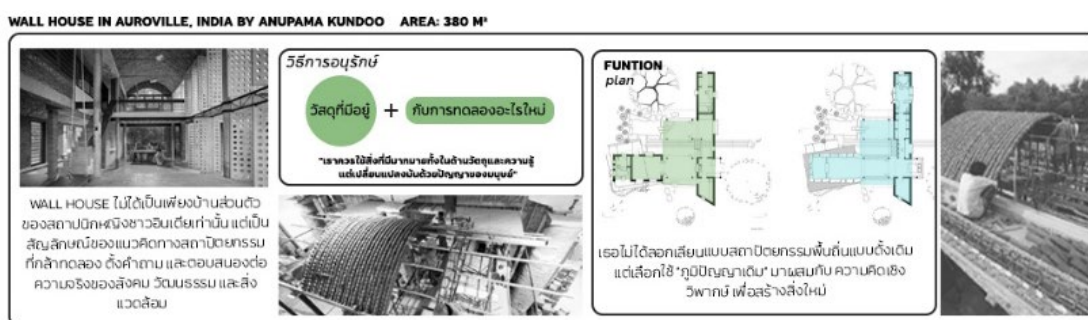 WALL HOUSE IN AUROVILLE, INDIA BY ANUPAMA KUNDOO AREA: 380 M²
วิธีการอนุรักษ์
วัสดุที่มีอยู่ + กับการทดลองอะไรใหม่
"เราควรใช้สิ่งที่มีมากมายทั้งในด้านวัตถุและความรู้
แต่เปลี่ยนแปลงมันด้วยปัญญาของมนุษย์"
WALL HOUSE ไม่ได้เป็นเพียงบ้านส่วนตัว
ของสถาปนิกหญิงชาวอินเดียเท่านั้น แต่เป็น
สัญลักษณ์ของแนวคิดทางสถาปัตยกรรม
ที่กล้าทดลอง ตั้งคำถาม และตอบสนองต่อ
ความจริงของสังคม วัฒนธรรม และสิ่ง
แวดล้อม
FUNTION
plan
เธอไม่ได้ลอกเลียนแบบสถาปัตยกรรมพื้นถิ่นแบบดั้งเดิม
แต่เลือกใช้ "ภูมิปัญญาเดิม" มาผสมกับ ความคิดเชิง
วิพากษ์ เพื่อสร้างสิ่งใหม่